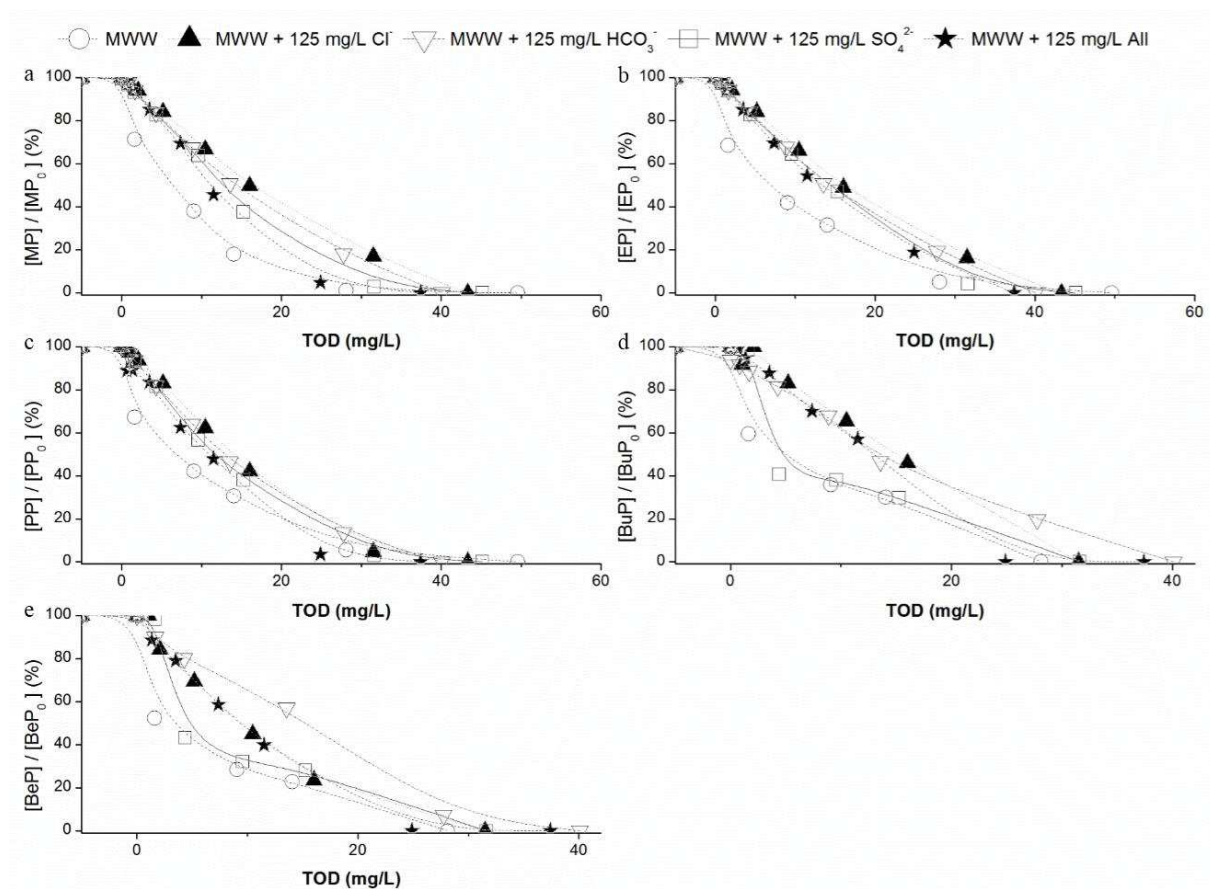 MWW MWW + 125 mg/L Cl⁻ MWW + 125 mg/L HCO₃⁻ MWW + 125 mg/L SO₄²⁻ MWW + 125 mg/L All
a
[MP] / [MP₀] (%)
100
80
60
40
20
0
0 20 40 60
TOD (mg/L)
b
[EP] / [EP₀] (%)
100
80
60
40
20
0
0 20 40 60
TOD (mg/L)
c
[PP] / [PP₀] (%)
100
80
60
40
20
0
0 20 40 60
TOD (mg/L)
d
[BuP] / [BuP₀] (%)
100
80
60
40
20
0
0 20 40
TOD (mg/L)
e
[BeP] / [BeP₀] (%)
100
80
60
40
20
0
0 20 40
TOD (mg/L)